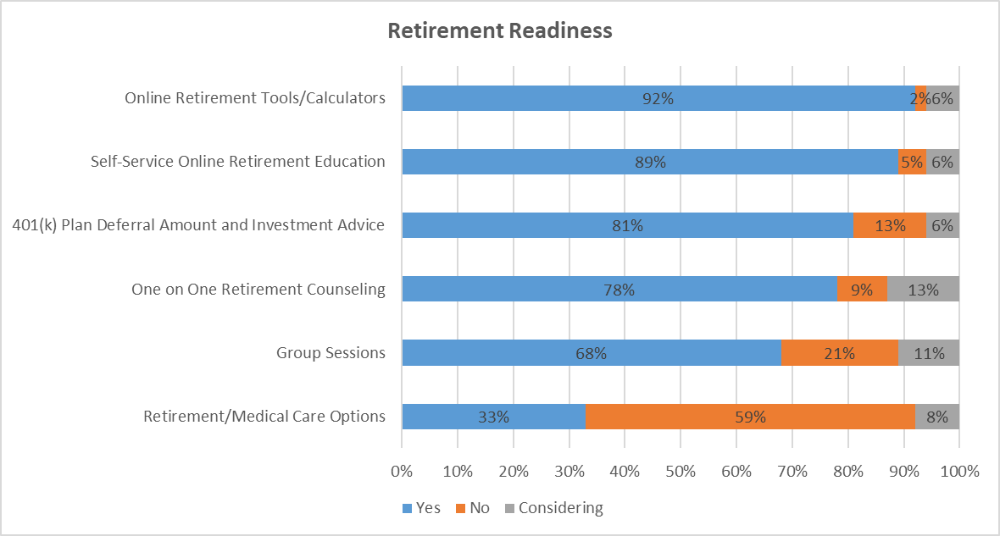 Retirement Readiness
Online Retirement Tools/Calculators
92% 2% 6%
Self-Service Online Retirement Education
89% 5% 6%
401(k) Plan Deferral Amount and Investment Advice
81% 13% 6%
One on One Retirement Counseling
78% 9% 13%
Group Sessions
68% 21% 11%
Retirement/Medical Care Options
33% 59% 8%
0% 10% 20% 30% 40% 50% 60% 70% 80% 90% 100%
Yes No Considering